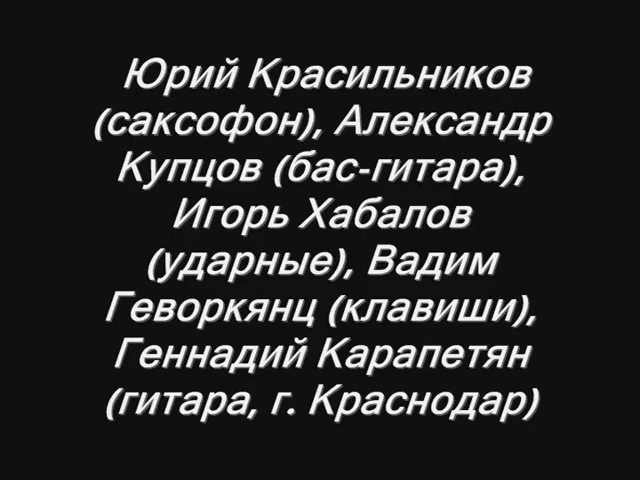 Юрий Красильников
(саксофон), Александр
Купцов (бас-гитара),
Игорь Хабалов
(ударные), Вадим
Геворкянц (клавиши),
Геннадий Карапетян
(гитара, г. Краснодар)